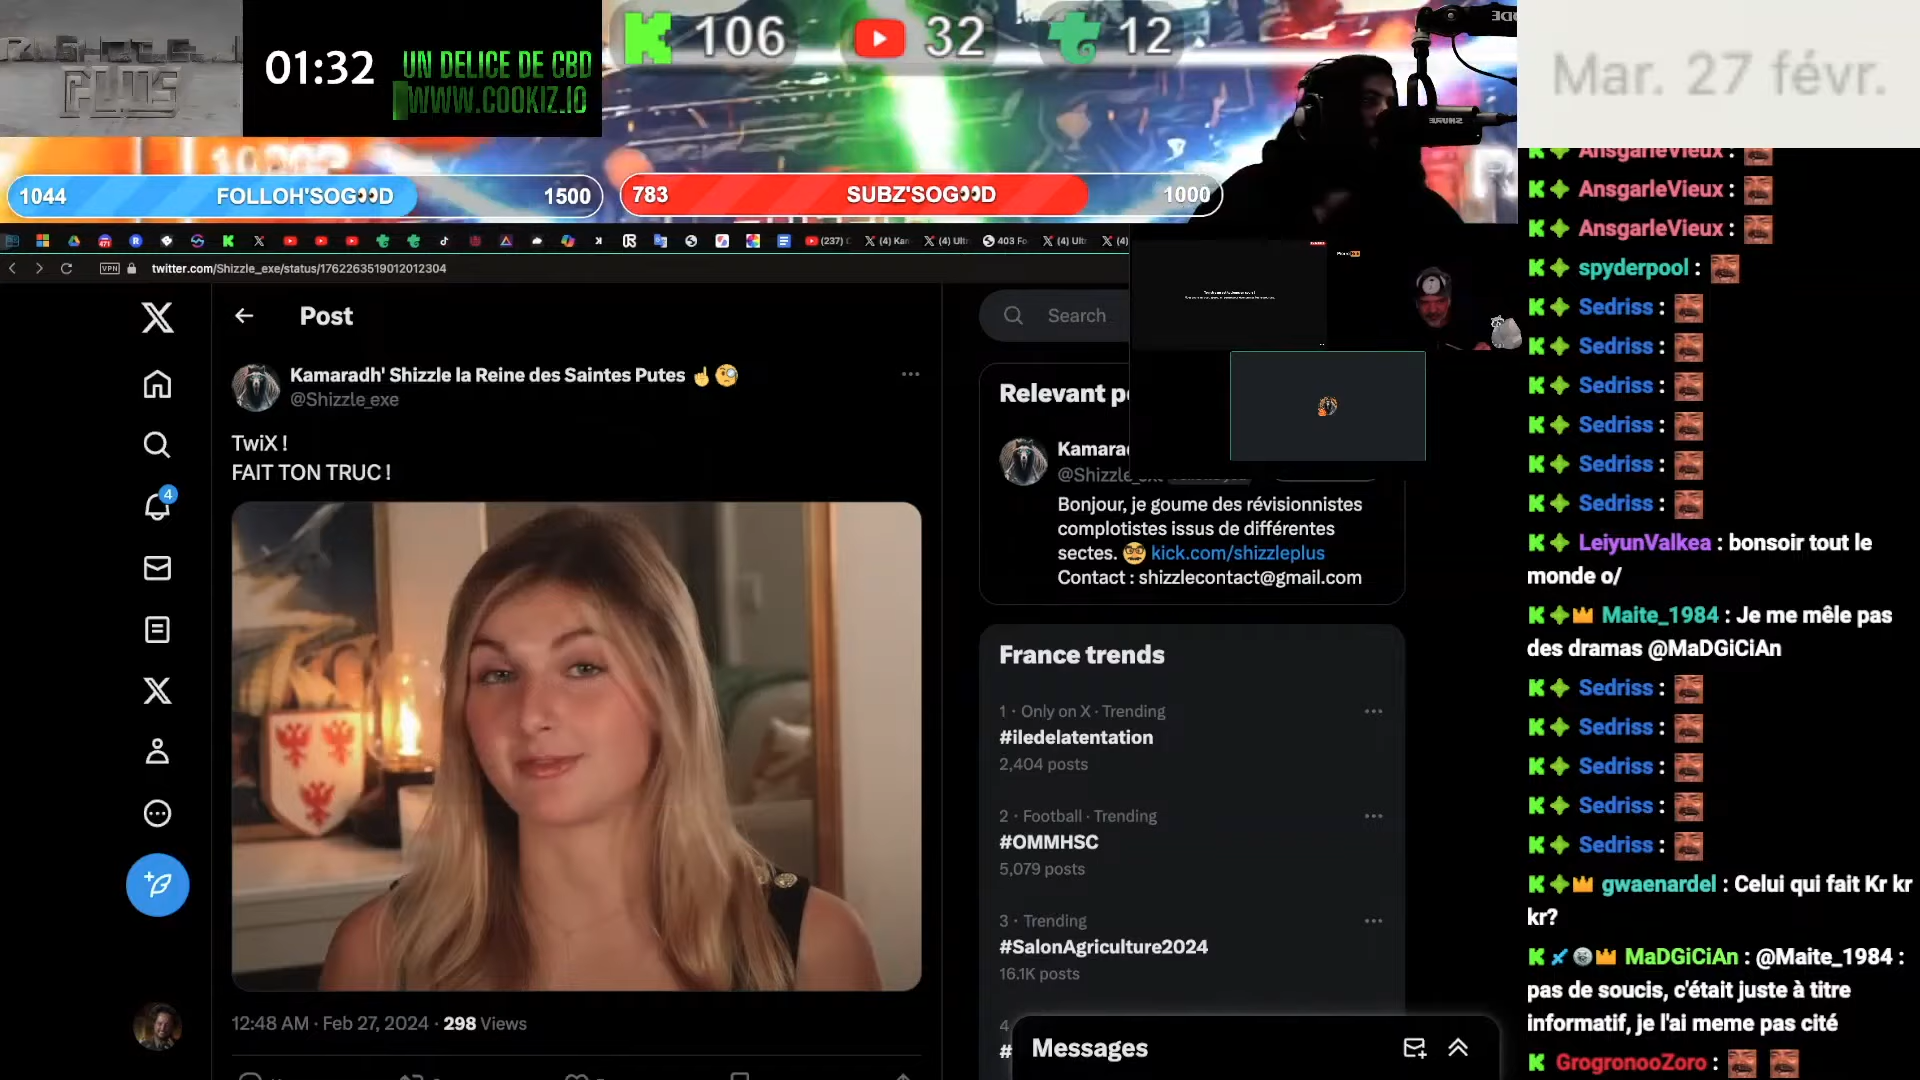 PLUS
01:32
UN DELICE DE CBD
WWW.COOKIZ.IO
106
32
12
Mar. 27 févr.
1044 FOLLOH'SOG👀D 1500
783 SUBZ'SOG👀D 1000
twitter.com/Shizzle_exe/status/1762263519012012304
Post
Search
Kamaradh' Shizzle la Reine des Saintes Putes ☝️🧐
@Shizzle_exe
TwiX !
FAIT TON TRUC !
12:48 AM · Feb 27, 2024 · 298 Views
4
Relevant
Bonjour, je goume des révisionnistes
complotistes issus de différentes
sectes. 🤓 kick.com/shizzleplus
Contact : shizzlecontact@gmail.com
France trends
1 · Only on X · Trending
#iledelatentation
2,404 posts
2 · Football · Trending
#OMMHSC
5,079 posts
3 · Trending
#SalonAgriculture2024
16.1K posts
4
#
Messages
AnsgarleVieux :
AnsgarleVieux :
AnsgarleVieux :
spyderpool :
Sedriss :
Sedriss :
Sedriss :
Sedriss :
Sedriss :
Sedriss :
LeiyunValkea : bonsoir tout le
monde o/
Maite_1984 : Je me mêle pas
des dramas @MaDGiCiAn
Sedriss :
Sedriss :
Sedriss :
Sedriss :
Sedriss :
gwaenardel : Celui qui fait Kr kr
kr?
MaDGiCiAn : @Maite_1984 :
pas de soucis, c'était juste à titre
informatif, je l'ai meme pas cité
GrogronooZoro :